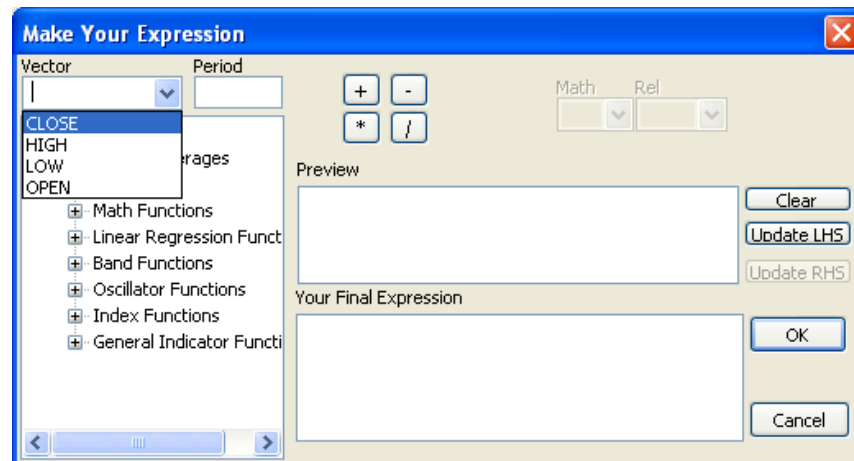 Make Your Expression
Vector
Period
+
-
*
/
Math
Rel
CLOSE
HIGH
LOW
OPEN
Math Functions
Linear Regression Funct
Band Functions
Oscillator Functions
Index Functions
General Indicator Functi
Preview
Clear
Update LHS
Update RHS
Your Final Expression
OK
Cancel